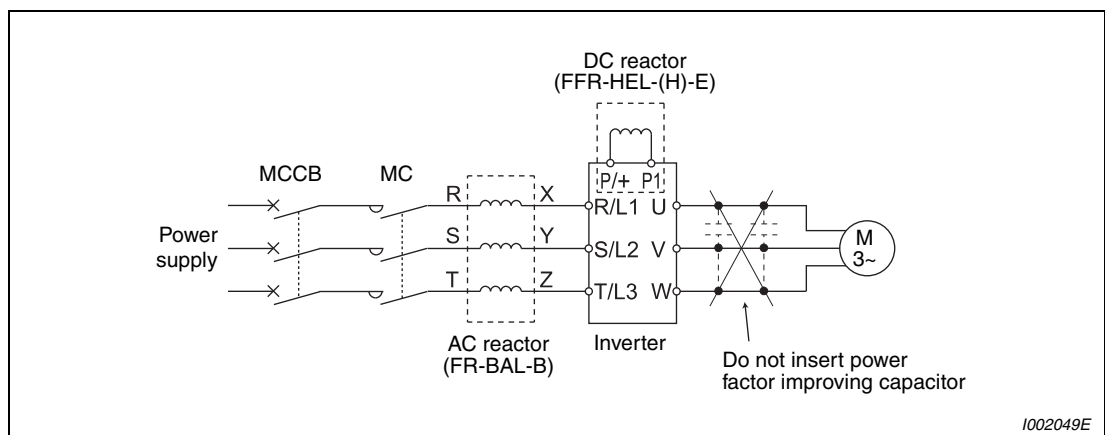 DC reactor
(FFR-HEL-(H)-E)
MCCB
MC
P/+ P1
R X R/L1 U
Power
supply
S Y S/L2 V
M
3~
T Z T/L3 W
AC reactor
(FR-BAL-B)
Inverter
Do not insert power
factor improving capacitor
I002049E